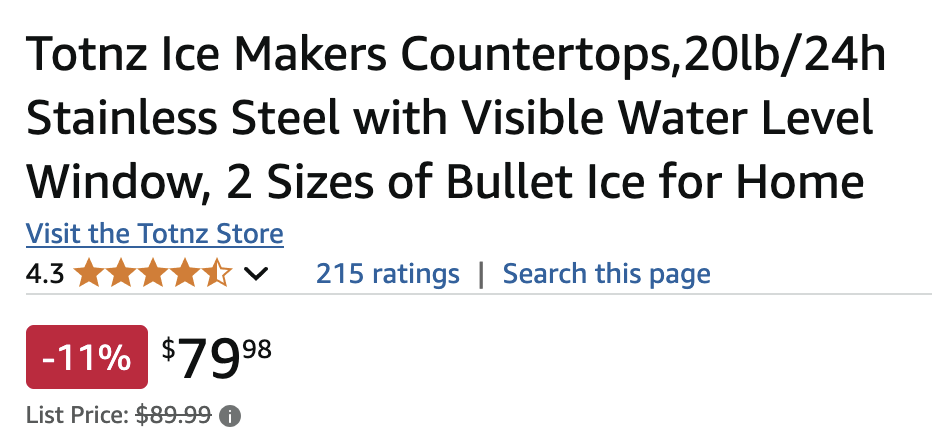 Totnz Ice Makers Countertops,20lb/24h
Stainless Steel with Visible Water Level
Window, 2 Sizes of Bullet Ice for Home
Visit the Totnz Store
4.3 215 ratings | Search this page
-11% $79.98
List Price: $89.99